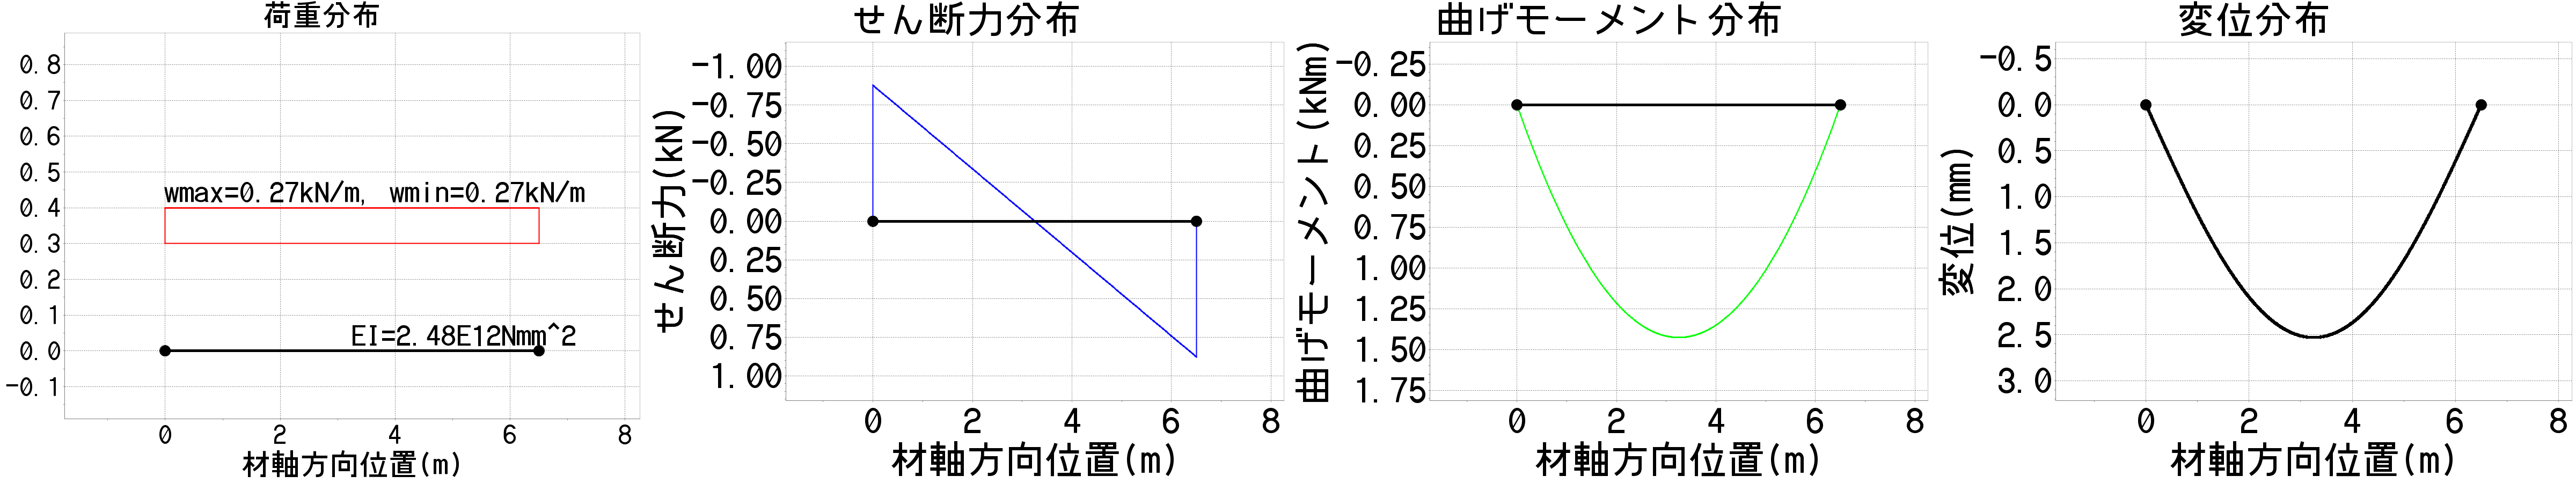 荷重分布
0.8
0.7
0.6
0.5
0.4
0.3
0.2
0.1
0.0
-0.1
wmax=0.27kN/m, wmin=0.27kN/m
EI=2.48E12Nmm^2
0 2 4 6 8
材軸方向位置(m)
せん断力分布
せん断力(kN)
-1.00
-0.75
-0.50
-0.25
0.00
0.25
0.50
0.75
1.00
0 2 4 6 8
材軸方向位置(m)
曲げモーメント分布
曲げモーメント(kNm)
-0.25
0.00
0.25
0.50
0.75
1.00
1.25
1.50
1.75
0 2 4 6 8
材軸方向位置(m)
変位分布
変位(mm)
-0.5
0.0
0.5
1.0
1.5
2.0
2.5
3.0
0 2 4 6 8
材軸方向位置(m)